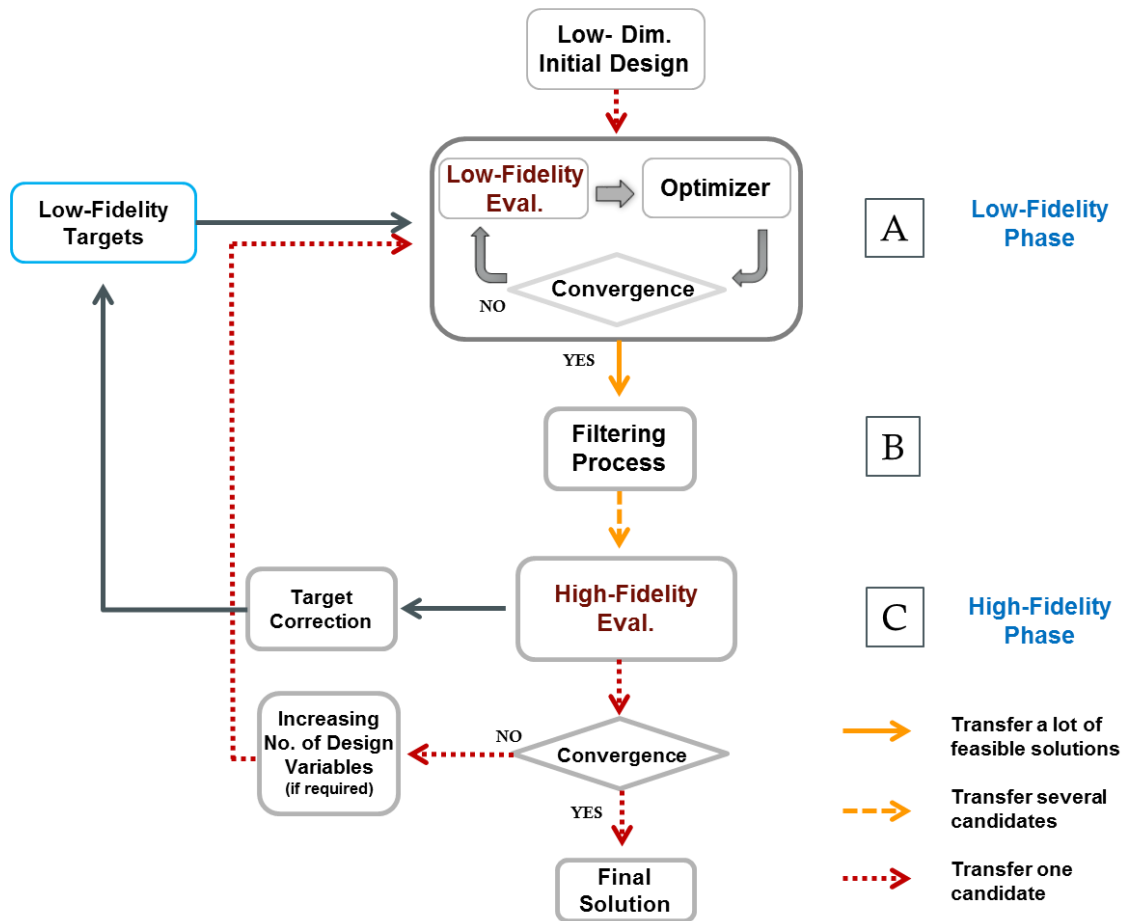 Low- Dim.
Initial Design
Low-Fidelity
Eval.
Optimizer
Low-Fidelity
Targets
A
Low-Fidelity
Phase
Convergence
NO
YES
Filtering
Process
B
Target
Correction
High-Fidelity
Eval.
C
High-Fidelity
Phase
Increasing
No. of Design
Variables
(if required)
NO
Convergence
YES
Final
Solution
Transfer a lot of
feasible solutions
Transfer several
candidates
Transfer one
candidate